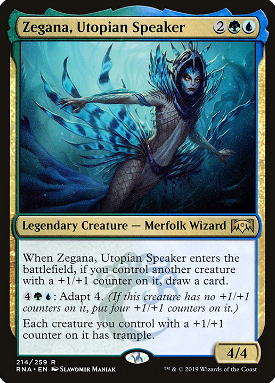 Zegana, Utopian Speaker 2
When Zegana, Utopian Speaker enters the
battlefield, if you control another creature
with a +1/+1 counter on it, draw a card.
4: Adapt 4. (If this creature has no +1/+1
counters on it, put four +1/+1 counters on it.)
Each creature you control with a +1/+1
counter on it has trample.
Legendary Creature — Merfolk Wizard
4/4
214/259 R
RNA • EN SLAWOMIR MANIAK
™ & © 2019 Wizards of the Coast